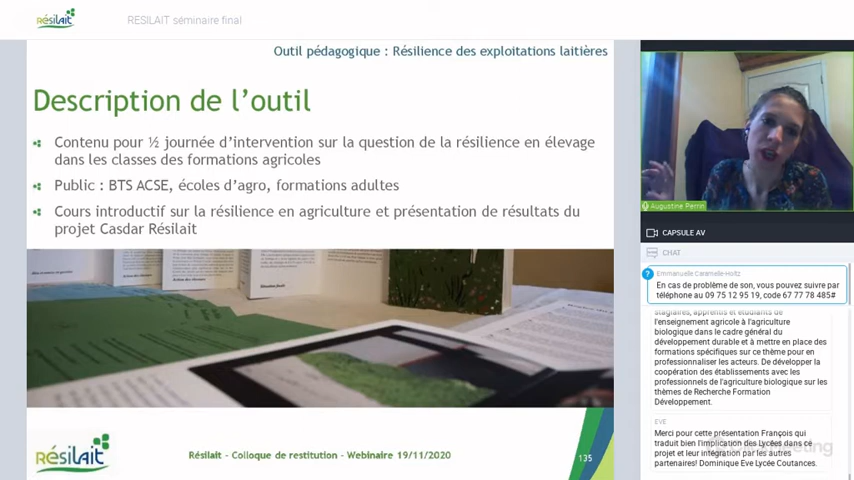 résilait
RESILAIT séminaire final
Outil pédagogique : Résilience des exploitations laitières
Description de l'outil
Contenu pour ½ journée d'intervention sur la question de la résilience en élevage
dans les classes des formations agricoles
Public : BTS ACSE, écoles d'agro, formations adultes
Cours introductif sur la résilience en agriculture et présentation de résultats du
projet Casdar Résilait
résilait
Résilait - Colloque de restitution - Webinaire 19/11/2020
135
Augustine Perrin
CAPSULE AV
CHAT
?
Emmanuelle Caramelle-Holtz
En cas de problème de son, vous pouvez suivre par
téléphone au 09 75 12 95 19, code 67 77 78 485#
stagiaires, apprentis et étudiants de
l'enseignement agricole à l'agriculture
biologique dans le cadre général du
développement durable et à mettre en place des
formations spécifiques sur ce thème pour en
professionnaliser les acteurs. De développer la
coopération des établissements avec les
professionnels de l'agriculture biologique sur les
thèmes de Recherche Formation
Développement.
EVE
Merci pour cette présentation François qui
traduit bien l'implication des Lycées dans ce
projet et leur intégration par les autres
partenaires! Dominique Eve Lycée Coutances.